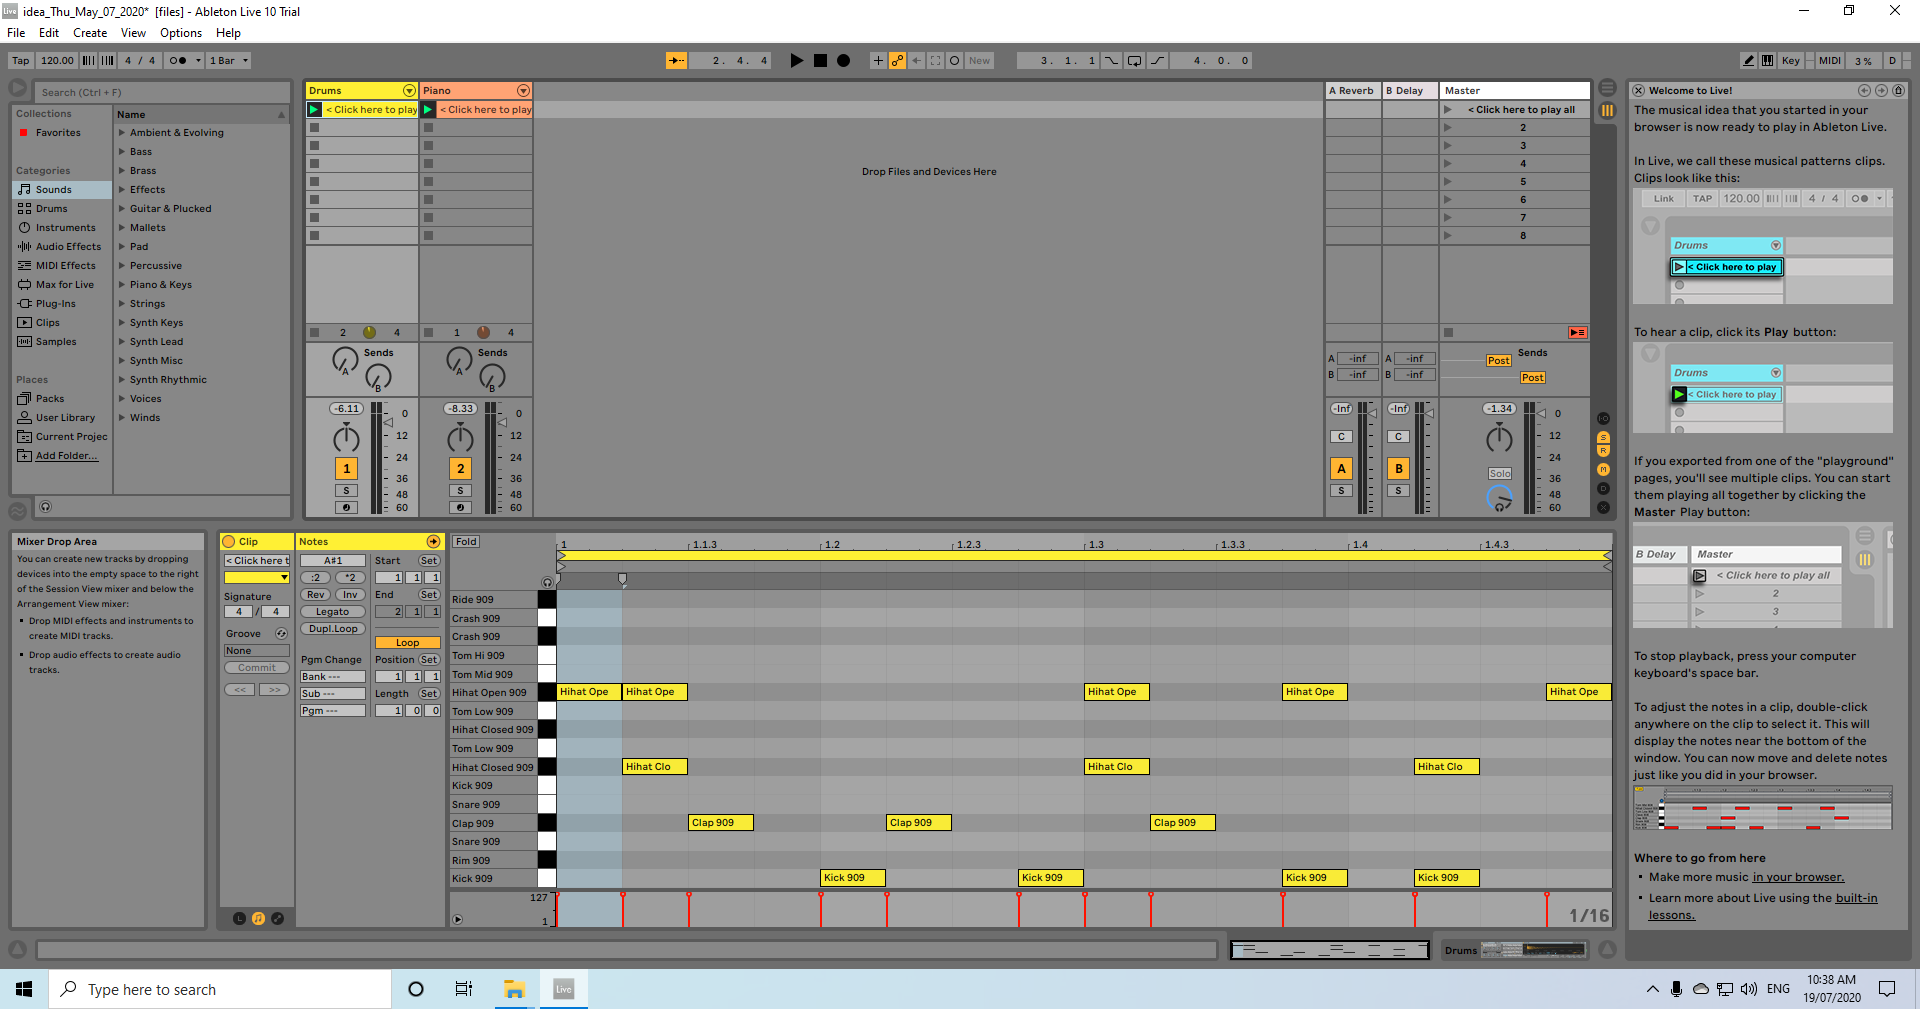 idea_Thu_May_07_2020* [files] - Ableton Live 10 Trial
File Edit Create View Options Help
Tap 120.00 4 / 4 1 Bar 2. 4. 4 New 3. 1. 1 4. 0. 0 Key MIDI 3 % D
Search (Ctrl + F)
Collections
Favorites
Categories
Sounds
Drums
Instruments
Audio Effects
MIDI Effects
Max for Live
Plug-Ins
Clips
Samples
Places
Packs
User Library
Current Projec
Add Folder...
Name
Ambient & Evolving
Bass
Brass
Effects
Guitar & Plucked
Mallets
Pad
Percussive
Piano & Keys
Strings
Synth Keys
Synth Lead
Synth Misc
Synth Rhythmic
Voices
Winds
Drums Piano
< Click here to play < Click here to play
Drop Files and Devices Here
A Reverb B Delay Master
< Click here to play all
2
3
4
5
6
7
8
2 4 1 4
Sends Sends
A B A B
-6.11 -8.33
0 12 24 36 48 60
0 12 24 36 48 60
1 2
S S
A -inf A -inf Post Sends
B -inf B -inf Post
-Inf -Inf -1.34
C C
A B Solo
S S
0 12 24 36 48 60
S
R
M
D
X
Welcome to Live!
The musical idea that you started in your
browser is now ready to play in Ableton Live.
In Live, we call these musical patterns clips.
Clips look like this:
Link TAP 120.00 4 / 4
Drums
< Click here to play
To hear a clip, click its Play button:
Drums
< Click here to play
If you exported from one of the "playground"
pages, you'll see multiple clips. You can start
them playing all together by clicking the
Master Play button:
B Delay Master
< Click here to play all
2
3
To stop playback, press your computer
keyboard's space bar.
To adjust the notes in a clip, double-click
anywhere on the clip to select it. This will
display the notes near the bottom of the
window. You can now move and delete notes
just like you did in your browser.
Where to go from here
Make more music in your browser.
Learn more about Live using the built-in
lessons.
Mixer Drop Area
You can create new tracks by dropping
devices into the empty space to the right
of the Session View mixer and below the
Arrangement View mixer:
Drop MIDI effects and instruments to
create MIDI tracks.
Drop audio effects to create audio
tracks.
Clip
< Click here t
Signature
4 / 4
Groove
None
Commit
<< >>
Notes
A#1
:2 *2
Rev Inv
Legato
Dupl.Loop
Pgm Change
Bank ---
Sub ---
Pgm ---
Start Set
1 1 1
End Set
2 1 1
Loop
Position Set
1 1 1
Length Set
1 0 0
Fold
1 1.1.3 1.2 1.2.3 1.3 1.3.3 1.4 1.4.3
Ride 909
Crash 909
Crash 909
Tom Hi 909
Tom Mid 909
Hihat Open 909 Hihat Ope Hihat Ope Hihat Ope Hihat Ope Hihat Ope
Tom Low 909
Hihat Closed 909
Tom Low 909
Hihat Closed 909 Hihat Clo Hihat Clo Hihat Clo
Kick 909
Snare 909
Clap 909 Clap 909 Clap 909 Clap 909
Snare 909
Rim 909
Kick 909 Kick 909 Kick 909 Kick 909 Kick 909
127
1
1/16
Drums
Type here to search
Live
ENG
10:38 AM
19/07/2020